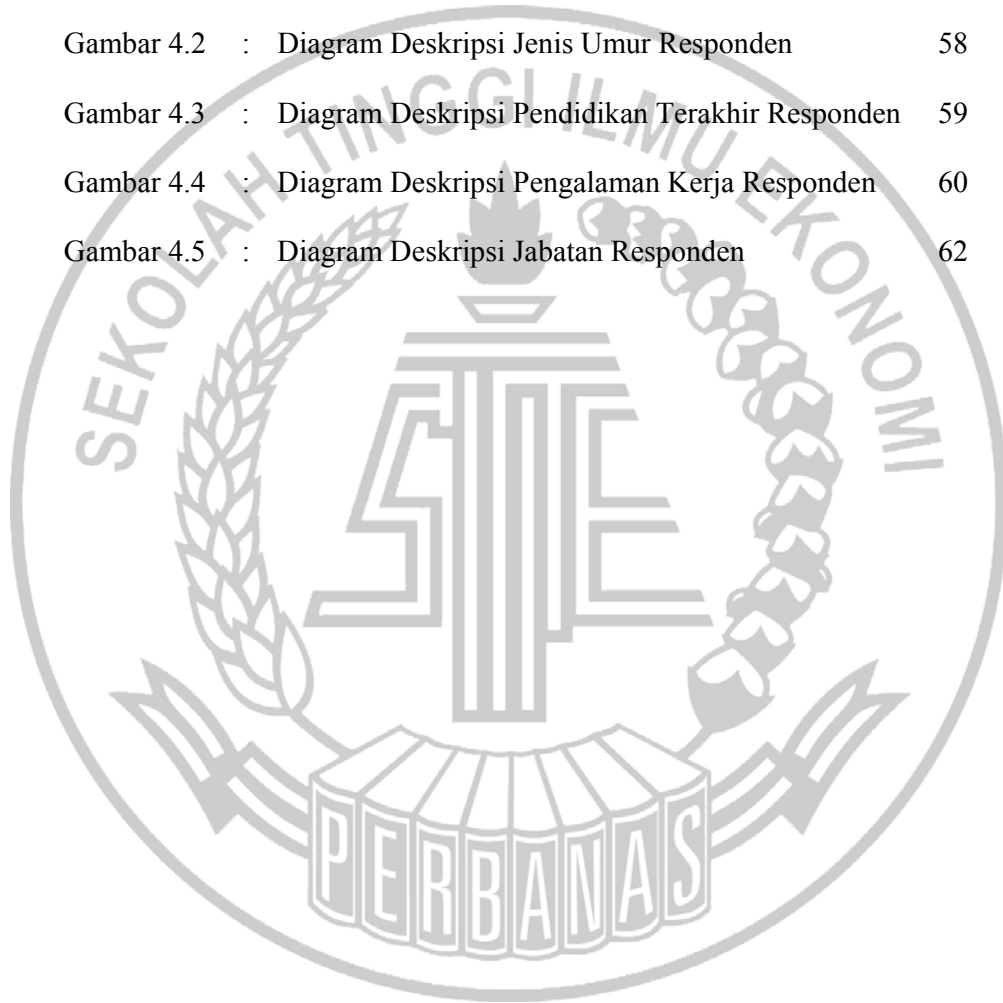 Gambar 4.2 : Diagram Deskripsi Jenis Umur Responden 58
Gambar 4.3 : Diagram Deskripsi Pendidikan Terakhir Responden 59
Gambar 4.4 : Diagram Deskripsi Pengalaman Kerja Responden 60
Gambar 4.5 : Diagram Deskripsi Jabatan Responden 62
SEKOLAH TINGGI ILMU EKONOMI
STIE
PERBANAS